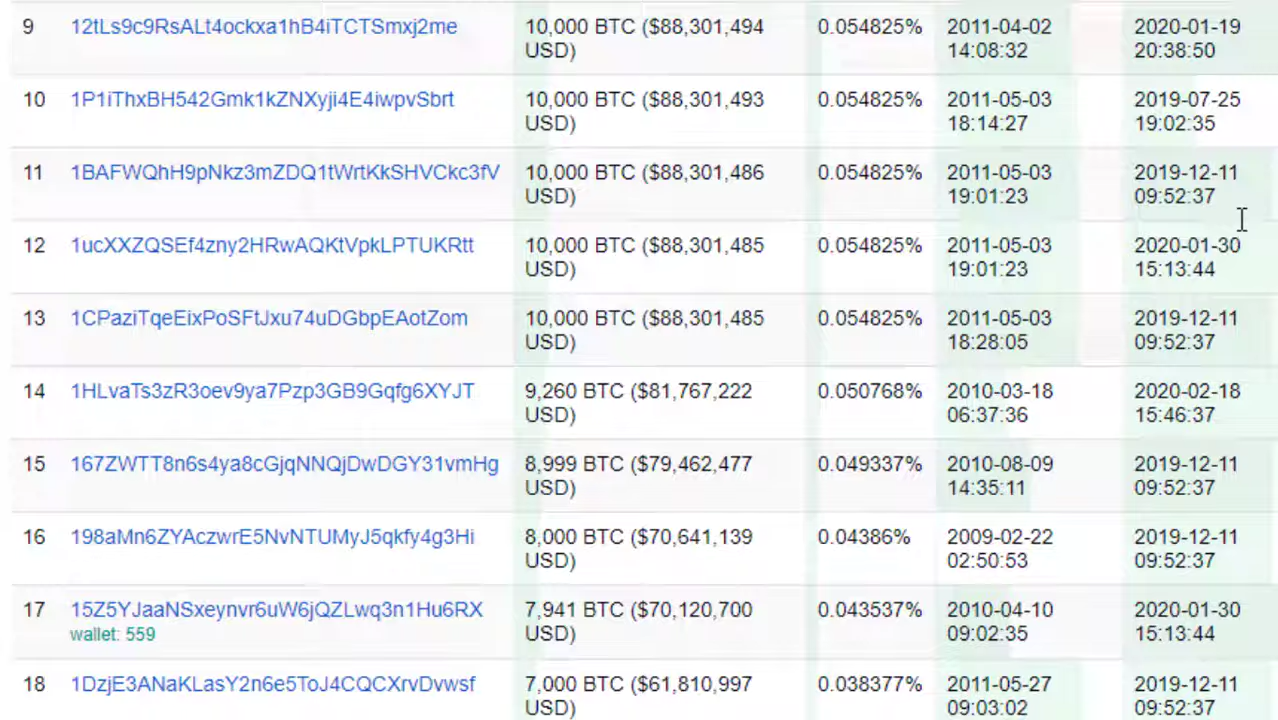 9 12tLs9c9RsALt4ockxa1hB4iTCTSmxj2me 10,000 BTC ($88,301,494 0.054825% 2011-04-02 2020-01-19
USD) 14:08:32 20:38:50
10 1P1iThxBH542Gmk1kZNXyji4E4iwpvSbrt 10,000 BTC ($88,301,493 0.054825% 2011-05-03 2019-07-25
USD) 18:14:27 19:02:35
11 1BAFWQhH9pNkz3mZDQ1tWrtKkSHVCkc3fV 10,000 BTC ($88,301,486 0.054825% 2011-05-03 2019-12-11
USD) 19:01:23 09:52:37
12 1ucXXZQSEf4zny2HRwAQKtVpkLPTUKRtt 10,000 BTC ($88,301,485 0.054825% 2011-05-03 2020-01-30
USD) 19:01:23 15:13:44
13 1CPaziTqeEixPoSFtJxu74uDGbpEAotZom 10,000 BTC ($88,301,485 0.054825% 2011-05-03 2019-12-11
USD) 18:28:05 09:52:37
14 1HLvaTs3zR3oev9ya7Pzp3GB9Gqfg6XYJT 9,260 BTC ($81,767,222 0.050768% 2010-03-18 2020-02-18
USD) 06:37:36 15:46:37
15 167ZWTT8n6s4ya8cGjqNNQjDwDGY31vmHg 8,999 BTC ($79,462,477 0.049337% 2010-08-09 2019-12-11
USD) 14:35:11 09:52:37
16 198aMn6ZYAczwrE5NvNTUMyJ5qkfy4g3Hi 8,000 BTC ($70,641,139 0.04386% 2009-02-22 2019-12-11
USD) 02:50:53 09:52:37
17 15Z5YJaaNSxeynvr6uW6jQZLwq3n1Hu6RX 7,941 BTC ($70,120,700 0.043537% 2010-04-10 2020-01-30
wallet: 559 USD) 09:02:35 15:13:44
18 1DzjE3ANaKLasY2n6e5ToJ4CQCXrvDvwsf 7,000 BTC ($61,810,997 0.038377% 2011-05-27 2019-12-11
USD) 09:03:02 09:52:37